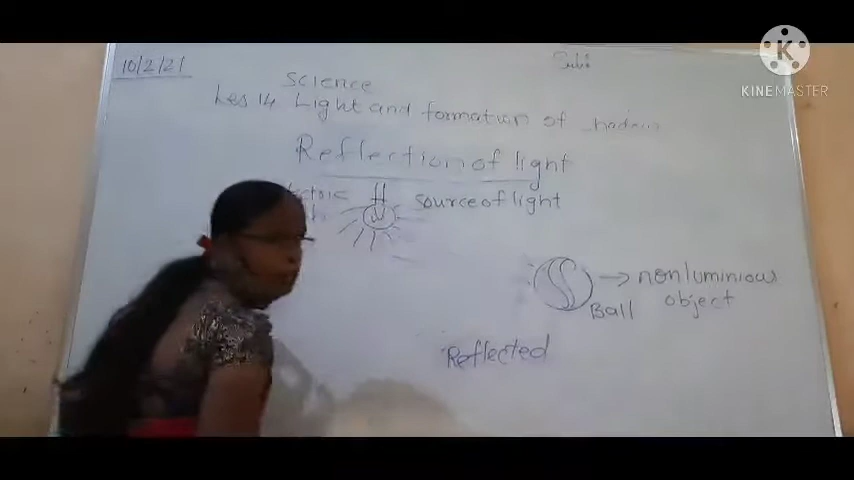 10/2/21
Science
Les 14 Light and formation of
Reflection of light
source of light
nonluminious
object
Ball
Reflected
K
KINEMASTER